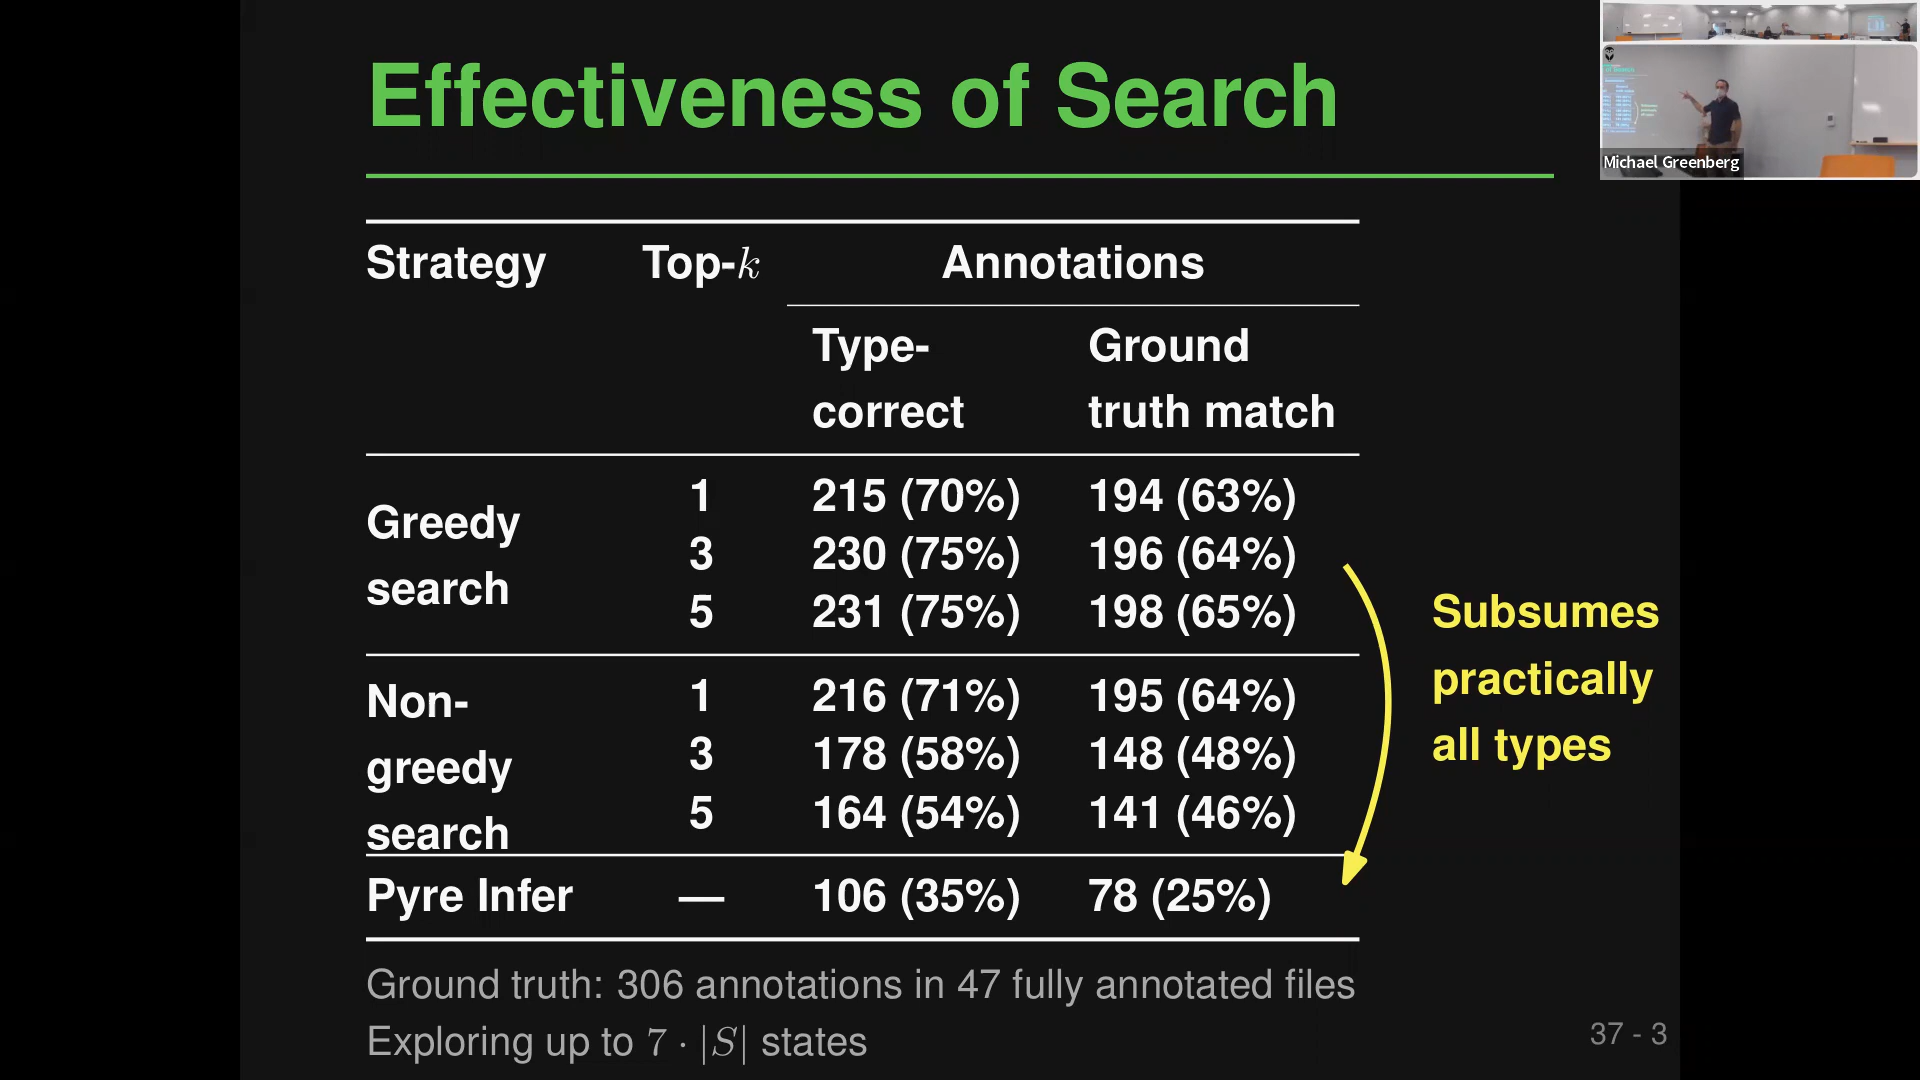 Effectiveness of Search
Michael Greenberg
Strategy Top-k Annotations
Type-correct Ground truth match
Greedy search
1 215 (70%) 194 (63%)
3 230 (75%) 196 (64%)
5 231 (75%) 198 (65%)
Non-greedy search
1 216 (71%) 195 (64%)
3 178 (58%) 148 (48%)
5 164 (54%) 141 (46%)
Pyre Infer — 106 (35%) 78 (25%)
Subsumes
practically
all types
Ground truth: 306 annotations in 47 fully annotated files
Exploring up to 7 · |S| states
37 - 3